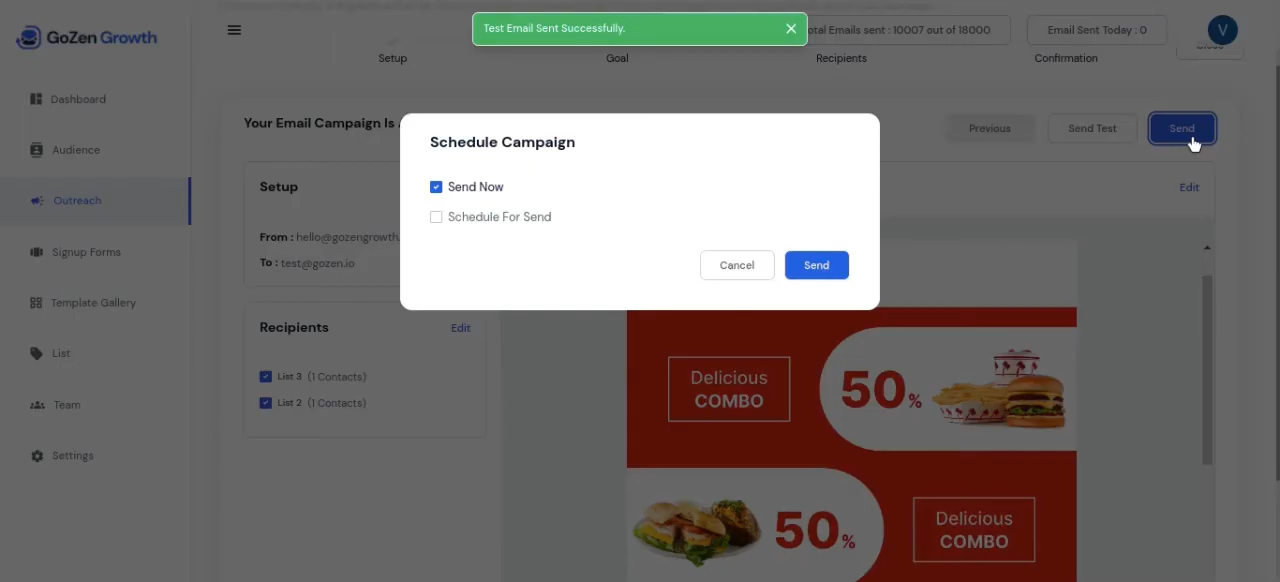 Test Email Sent Successfully.
GoZen Growth
otal Emails sent : 10007 out of 18000
Email Sent Today : 0
V
Setup
Goal
Recipients
Confirmation
Dashboard
Audience
Outreach
Signup Forms
Template Gallery
List
Team
Settings
Your Email Campaign Is
Previous
Send Test
Send
Schedule Campaign
Send Now
Schedule For Send
Cancel
Send
Setup
Edit
From : hello@gozengrowth.
To : test@gozen.io
Recipients
Edit
List 3 (1 Contacts)
List 2 (1 Contacts)
Delicious
COMBO
50%
50%
Delicious
COMBO